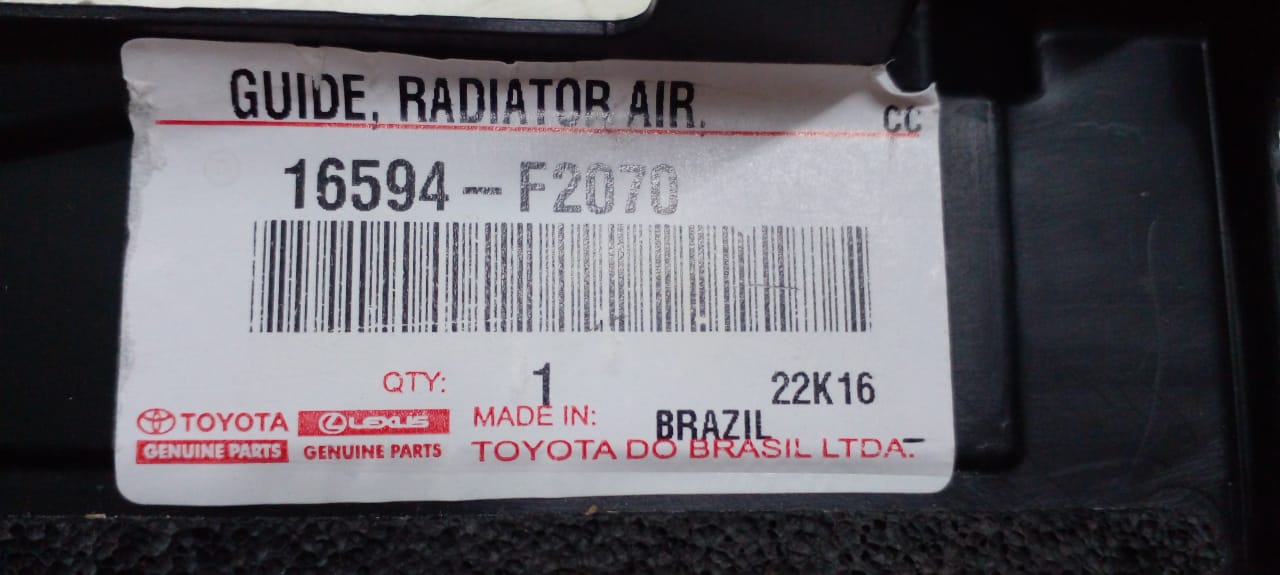 GUIDE, RADIATOR AIR.
CC
16594-F2070
QTY: 1
22K16
TOYOTA
LEXUS
MADE IN: BRAZIL
GENUINE PARTS
GENUINE PARTS
TOYOTA DO BRASIL LTDA.